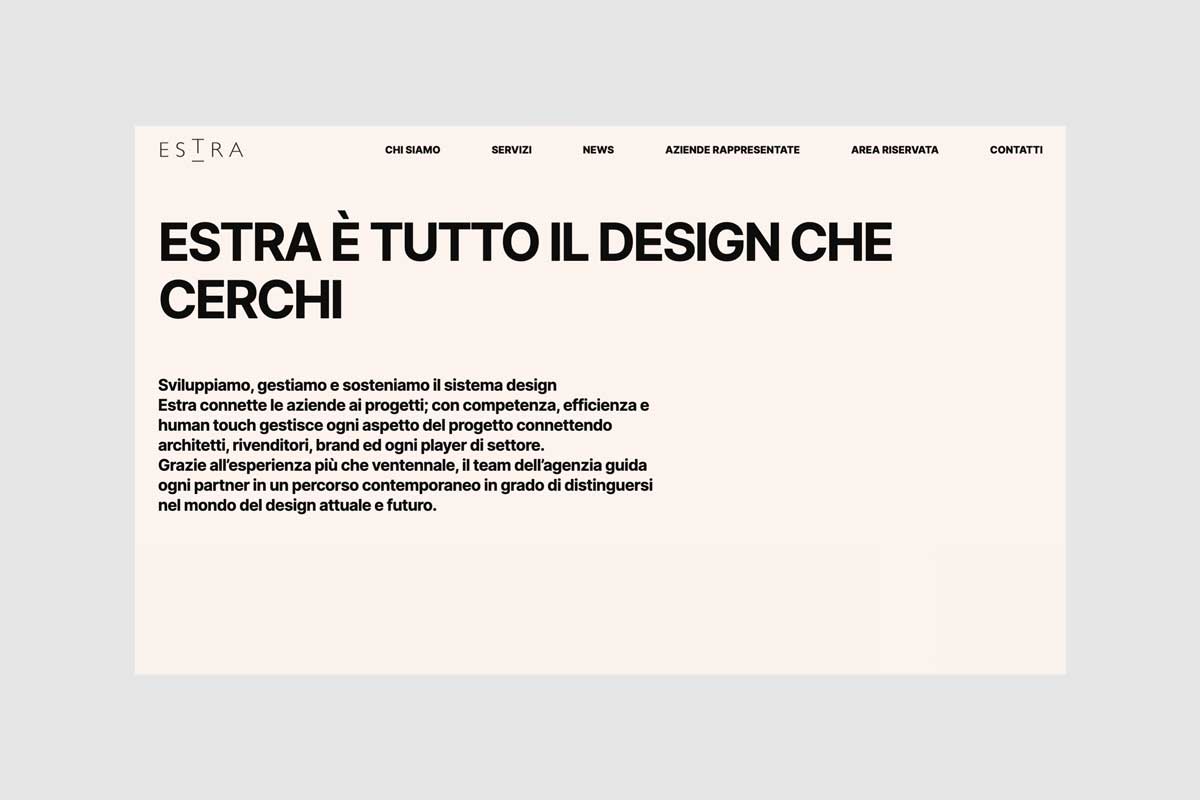 ESTRA
CHI SIAMO
SERVIZI
NEWS
AZIENDE RAPPRESENTATE
AREA RISERVATA
CONTATTI
ESTRA È TUTTO IL DESIGN CHE
CERCHI
Sviluppiamo, gestiamo e sosteniamo il sistema design
Estra connette le aziende ai progetti; con competenza, efficienza e
human touch gestisce ogni aspetto del progetto connettendo
architetti, rivenditori, brand ed ogni player di settore.
Grazie all’esperienza più che ventennale, il team dell’agenzia guida
ogni partner in un percorso contemporaneo in grado di distinguersi
nel mondo del design attuale e futuro.